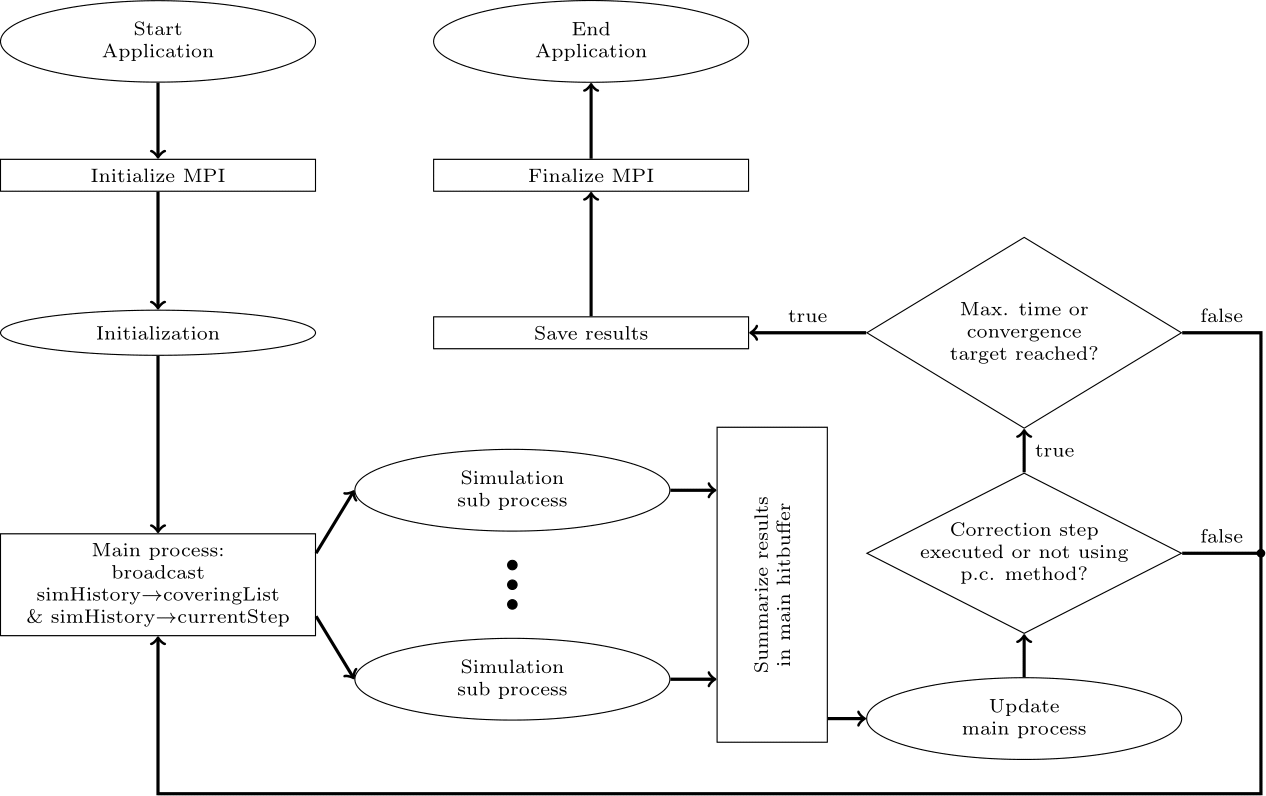 Start
Application
End
Application
Initialize MPI
Finalize MPI
Initialization
Save results
true
Max. time or
convergence
target reached?
false
true
Simulation
sub process
Summarize results
in main hitbuffer
Correction step
executed or not using
p.c. method?
false
Main process:
broadcast
simHistory→coveringList
& simHistory→currentStep
Simulation
sub process
Update
main process